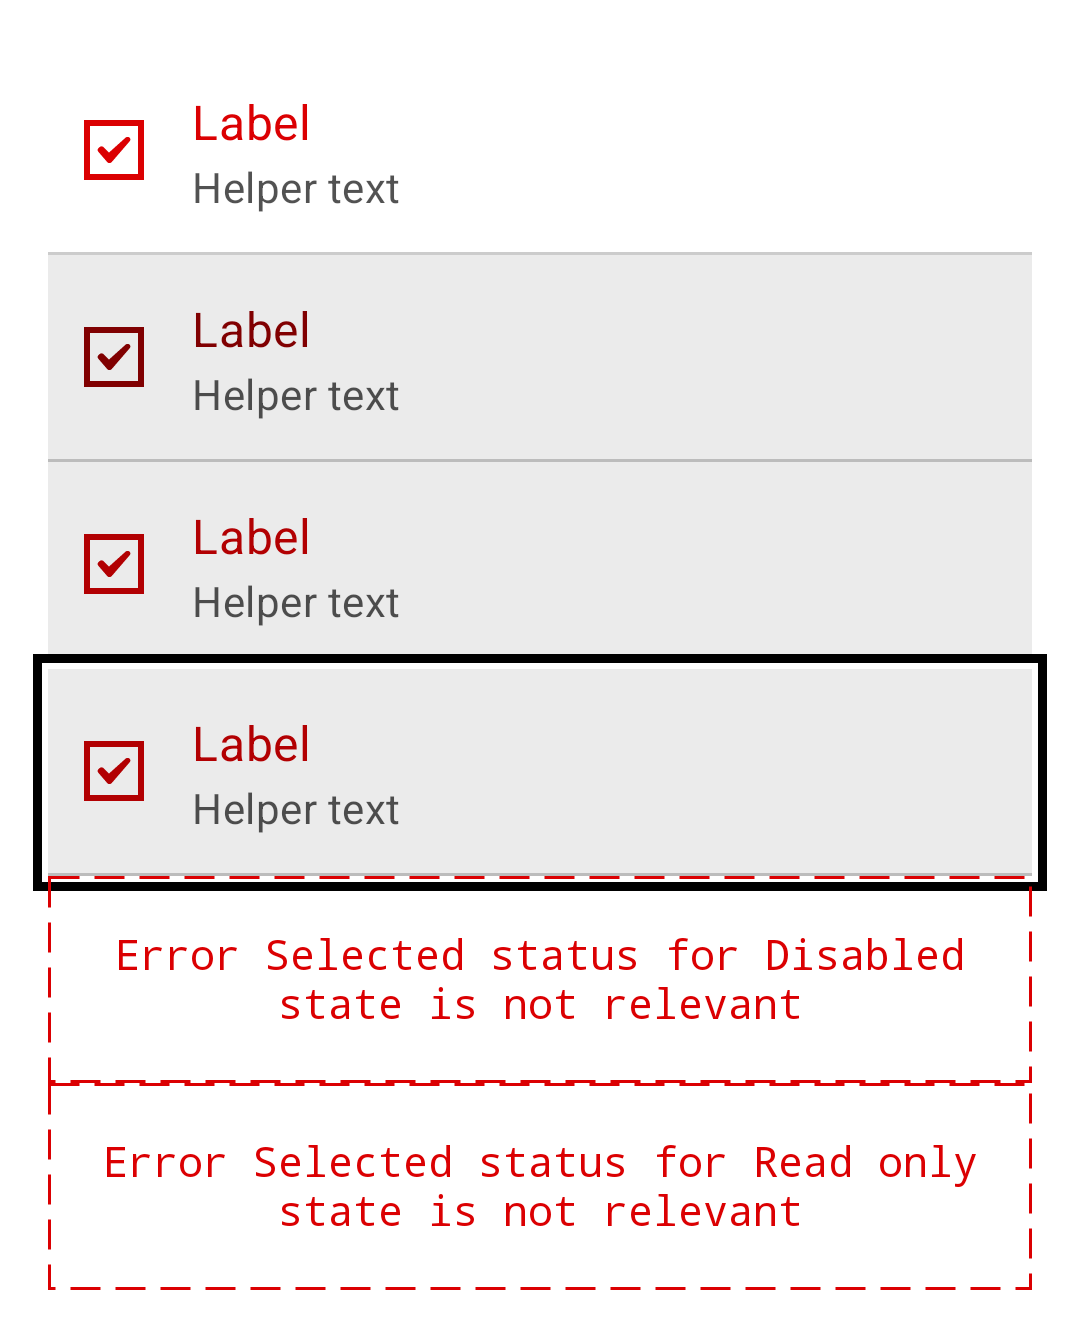 Label
Helper text
Label
Helper text
Label
Helper text
Label
Helper text
Error Selected status for Disabled
state is not relevant
Error Selected status for Read only
state is not relevant